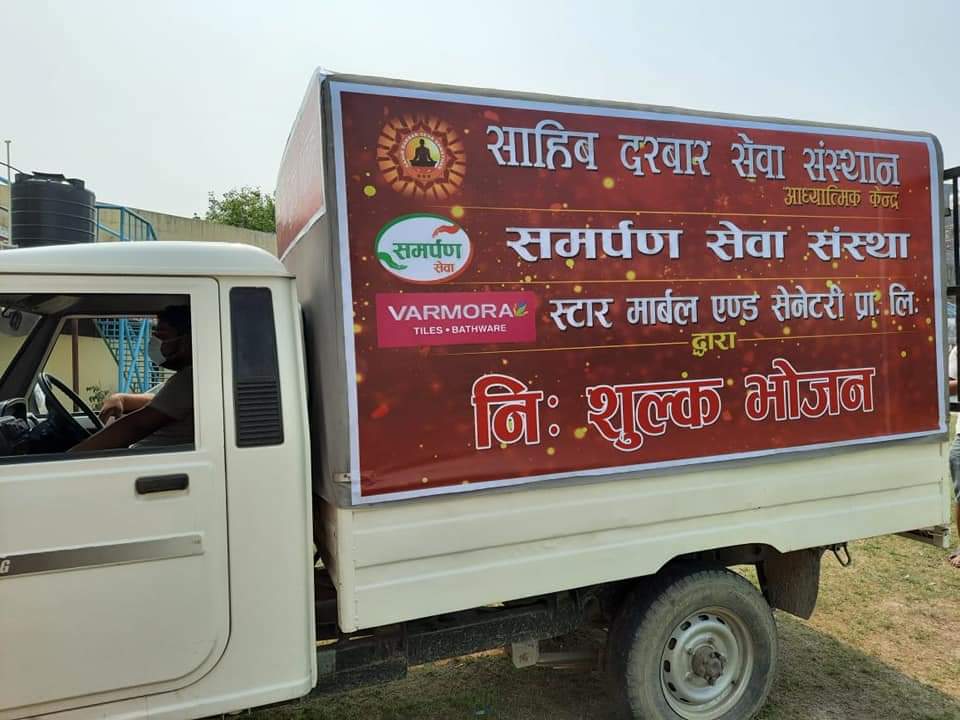 साहिब दरबार सेवा संस्थान
आध्यात्मिक केन्द्र
समर्पण
सेवा
समर्पण सेवा संस्था
VARMORA
TILES • BATHWARE
स्टार मार्बल एण्ड सेनेटरी प्रा. लि.
द्वारा
नि: शुल्क भोजन
G